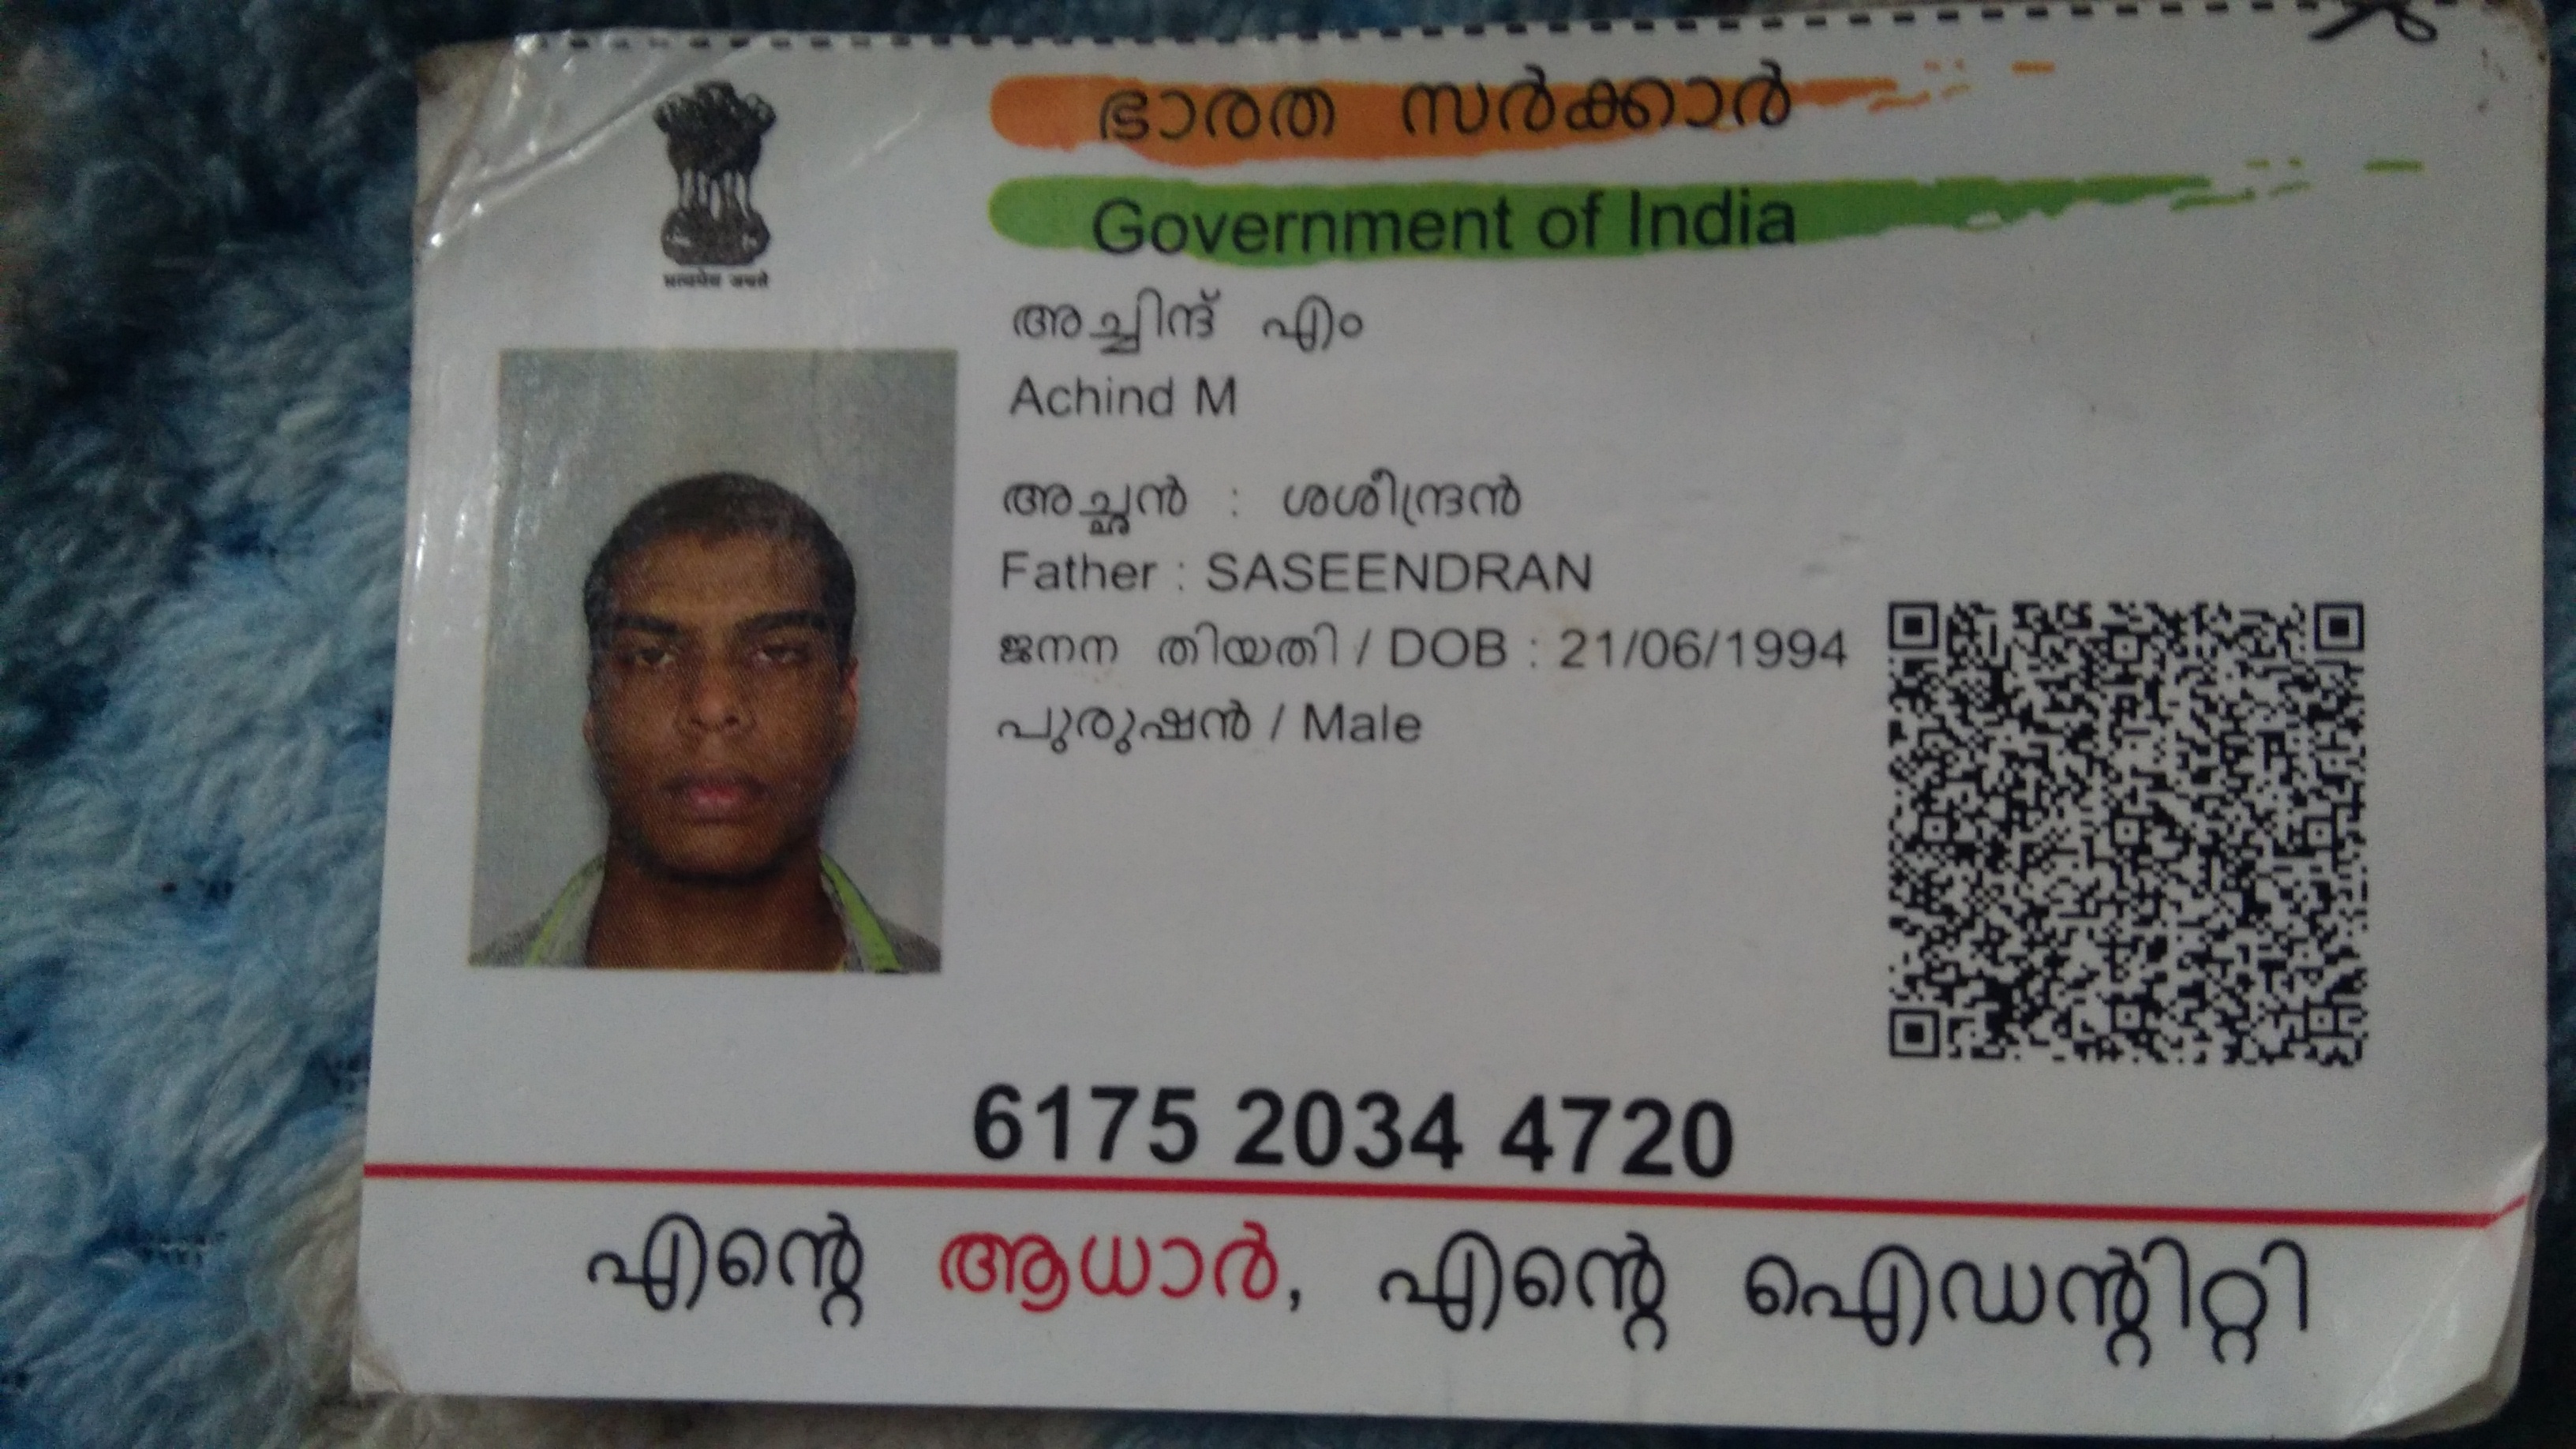 सत्यमेव जयते
ഭാരത സർക്കാർ
Government of India
അച്ചിന്ദ് എം
Achind M
അച്ഛൻ : ശശീന്ദ്രൻ
Father : SASEENDRAN
ജനന തിയതി / DOB : 21/06/1994
പുരുഷൻ / Male
6175 2034 4720
എന്റെ ആധാർ, എന്റെ ഐഡന്റിറ്റി